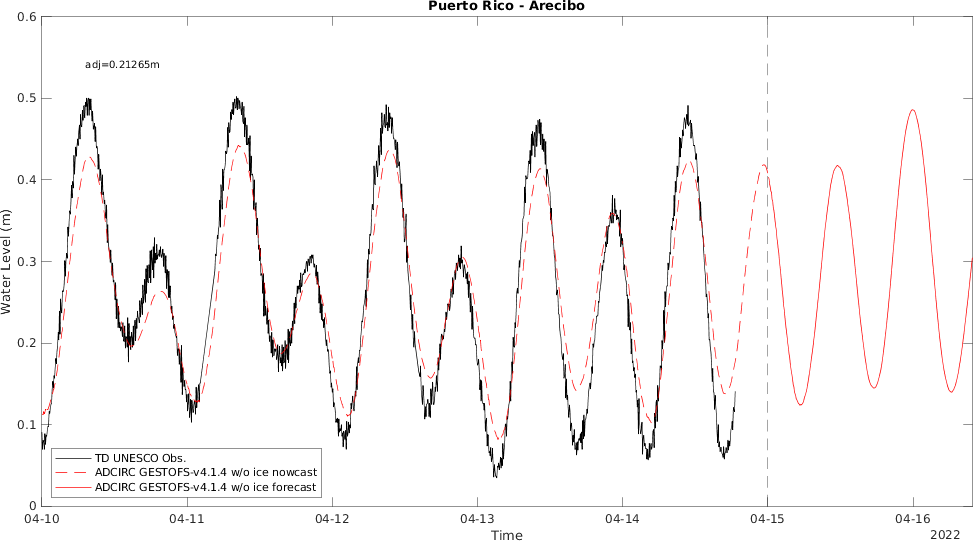 Puerto Rico - Arecibo
0.6
adj=0.21265m
0.5
0.4
0.3
0.2
0.1
0
Water Level (m)
TD UNESCO Obs.
ADCIRC GESTOFS-v4.1.4 w/o ice nowcast
ADCIRC GESTOFS-v4.1.4 w/o ice forecast
04-10 04-11 04-12 04-13 04-14 04-15 04-16
Time
2022